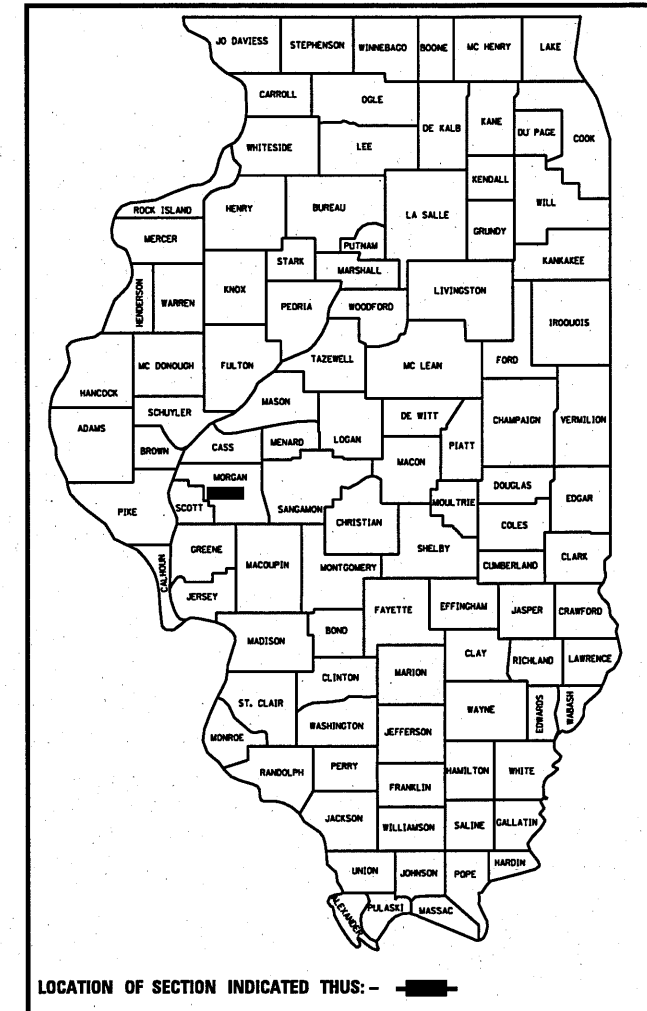 JO DAVIESS STEPHENSON WINNEBAGO BOONE MC HENRY LAKE
CARROLL OGLE DE KALB KANE DU PAGE COOK
WHITESIDE LEE KENDALL WILL
ROCK ISLAND HENRY BUREAU LA SALLE GRUNDY
MERCER PUTNAM KANKAKEE
STARK MARSHALL
HENDERSON WARREN KNOX PEORIA WOODFORD LIVINGSTON IROQUOIS
HANCOCK MC DONOUGH FULTON TAZEWELL MC LEAN FORD
ADAMS SCHUYLER MASON DE WITT CHAMPAIGN VERMILION
BROWN CASS MENARD LOGAN MACON PIATT
PIKE SCOTT MORGAN SANGAMON CHRISTIAN MOULTRIE DOUGLAS EDGAR
COLES
CALHOUN GREENE MACOUPIN MONTGOMERY SHELBY CUMBERLAND CLARK
JERSEY FAYETTE EFFINGHAM JASPER CRAWFORD
MADISON BOND CLAY RICHLAND LAWRENCE
ST. CLAIR CLINTON MARION WAYNE EDWARDS WABASH
MONROE WASHINGTON JEFFERSON
RANDOLPH PERRY FRANKLIN HAMILTON WHITE
JACKSON WILLIAMSON SALINE GALLATIN
UNION JOHNSON POPE HARDIN
ALEXANDER PULASKI MASSAC
LOCATION OF SECTION INDICATED THUS: –